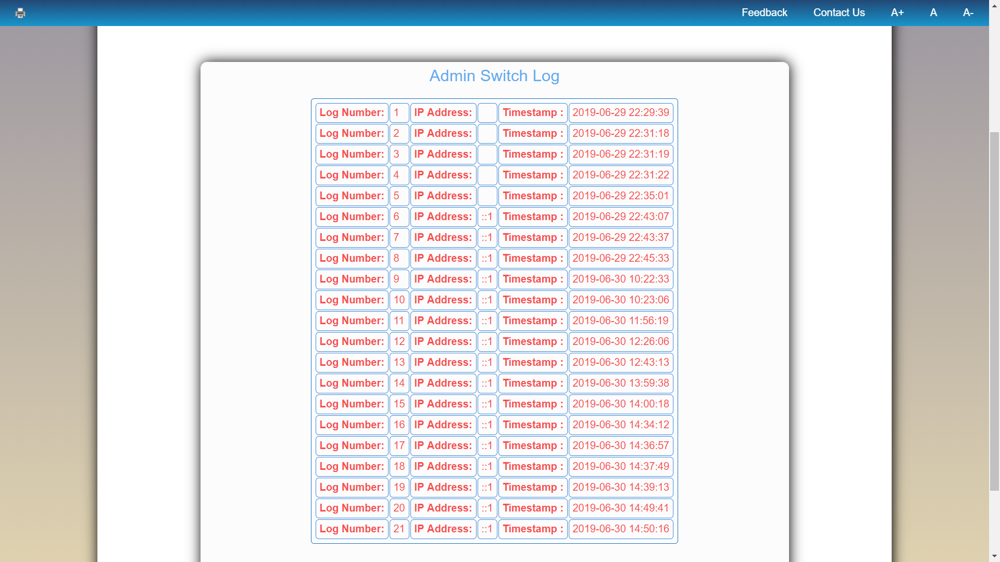 Feedback Contact Us A+ A A-
Admin Switch Log
Log Number: 1 IP Address: Timestamp : 2019-06-29 22:29:39
Log Number: 2 IP Address: Timestamp : 2019-06-29 22:31:18
Log Number: 3 IP Address: Timestamp : 2019-06-29 22:31:19
Log Number: 4 IP Address: Timestamp : 2019-06-29 22:31:22
Log Number: 5 IP Address: Timestamp : 2019-06-29 22:35:01
Log Number: 6 IP Address: ::1 Timestamp : 2019-06-29 22:43:07
Log Number: 7 IP Address: ::1 Timestamp : 2019-06-29 22:43:37
Log Number: 8 IP Address: ::1 Timestamp : 2019-06-29 22:45:33
Log Number: 9 IP Address: ::1 Timestamp : 2019-06-30 10:22:33
Log Number: 10 IP Address: ::1 Timestamp : 2019-06-30 10:23:06
Log Number: 11 IP Address: ::1 Timestamp : 2019-06-30 11:56:19
Log Number: 12 IP Address: ::1 Timestamp : 2019-06-30 12:26:06
Log Number: 13 IP Address: ::1 Timestamp : 2019-06-30 12:43:13
Log Number: 14 IP Address: ::1 Timestamp : 2019-06-30 13:59:38
Log Number: 15 IP Address: ::1 Timestamp : 2019-06-30 14:00:18
Log Number: 16 IP Address: ::1 Timestamp : 2019-06-30 14:34:12
Log Number: 17 IP Address: ::1 Timestamp : 2019-06-30 14:36:57
Log Number: 18 IP Address: ::1 Timestamp : 2019-06-30 14:37:49
Log Number: 19 IP Address: ::1 Timestamp : 2019-06-30 14:39:13
Log Number: 20 IP Address: ::1 Timestamp : 2019-06-30 14:49:41
Log Number: 21 IP Address: ::1 Timestamp : 2019-06-30 14:50:16